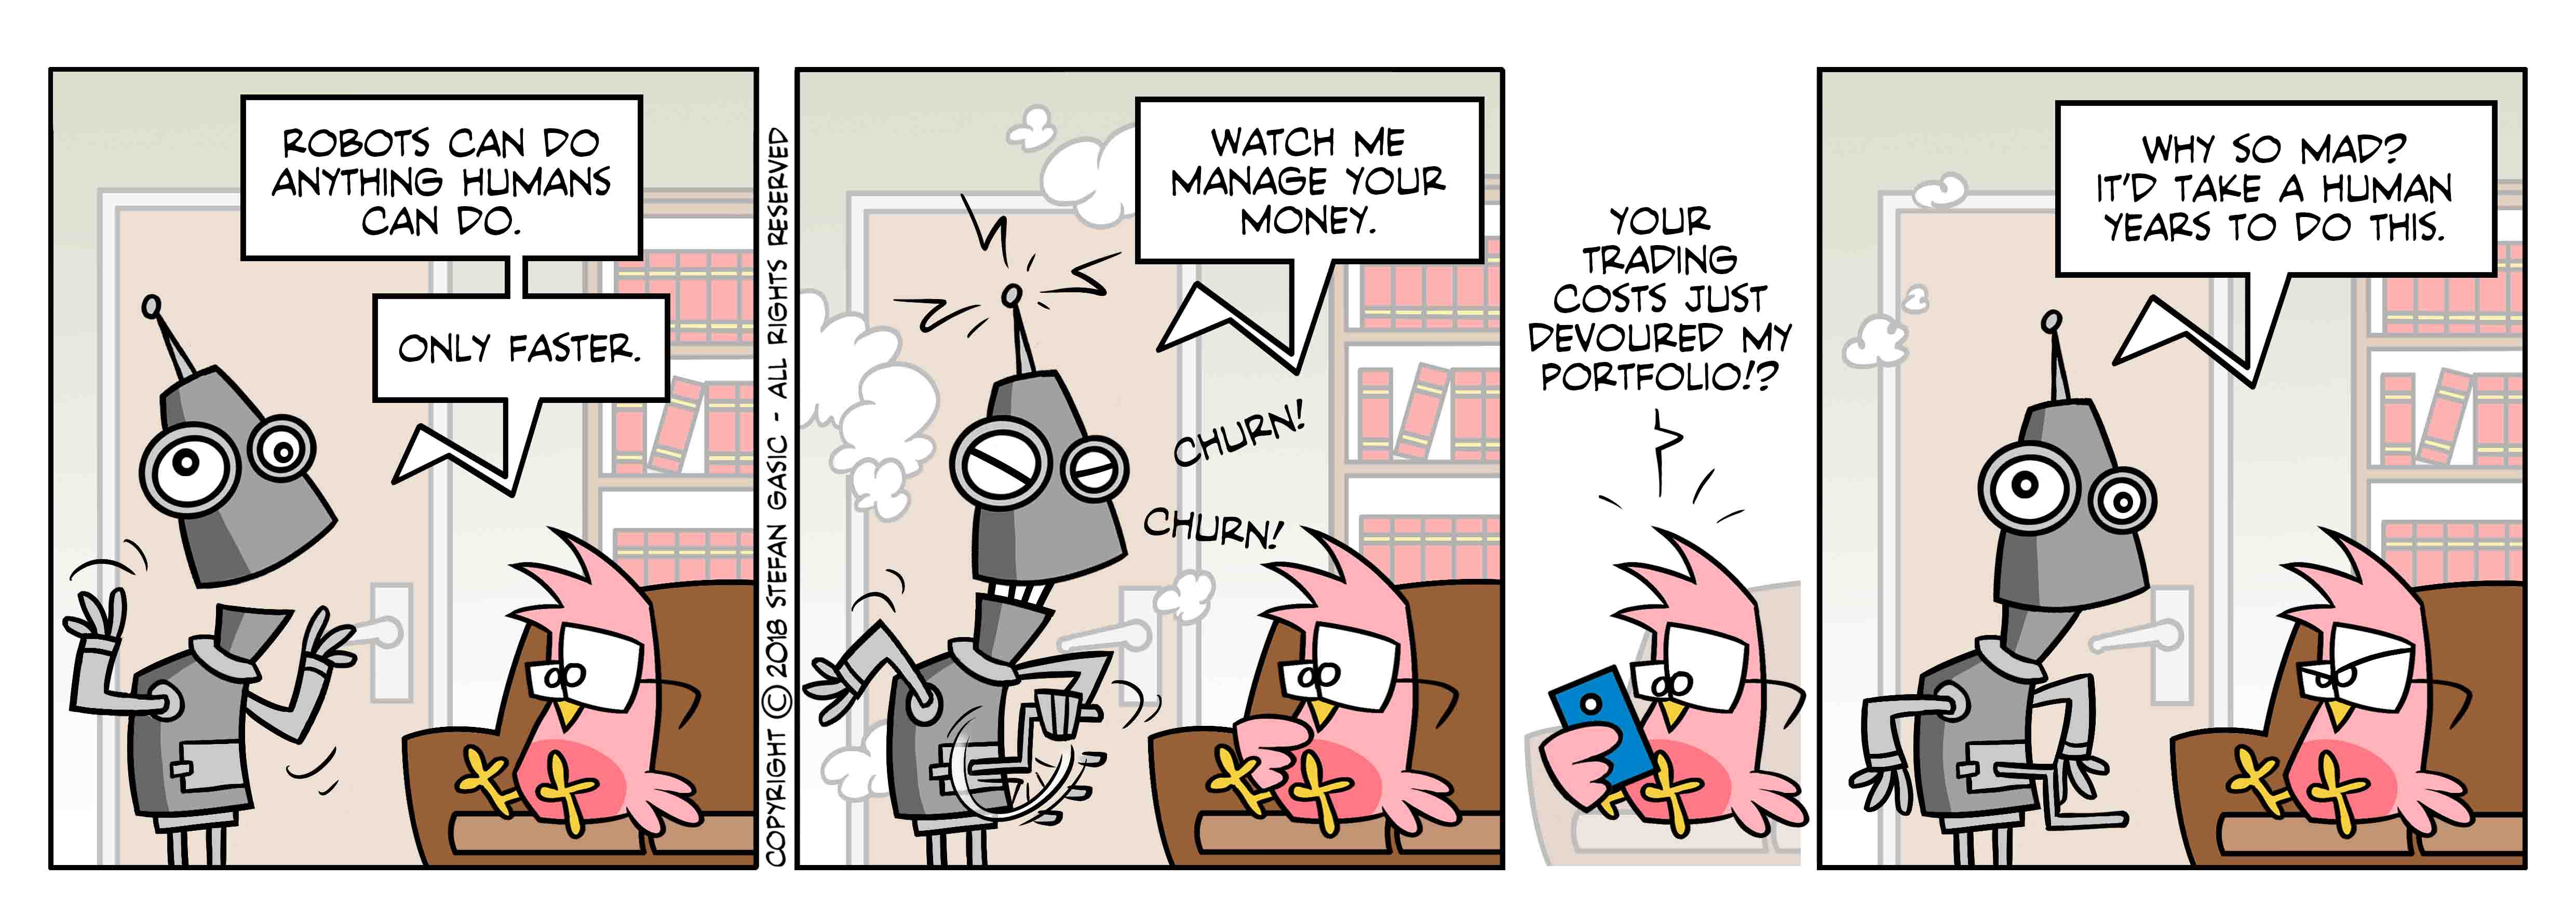 ROBOTS CAN DO
ANYTHING HUMANS
CAN DO.
ONLY FASTER.
COPYRIGHT © 2018 STEFAN GASIC - ALL RIGHTS RESERVED
WATCH ME
MANAGE YOUR
MONEY.
CHURN!
CHURN!
YOUR
TRADING
COSTS JUST
DEVOURED MY
PORTFOLIO!?
WHY SO MAD?
IT'D TAKE A HUMAN
YEARS TO DO THIS.